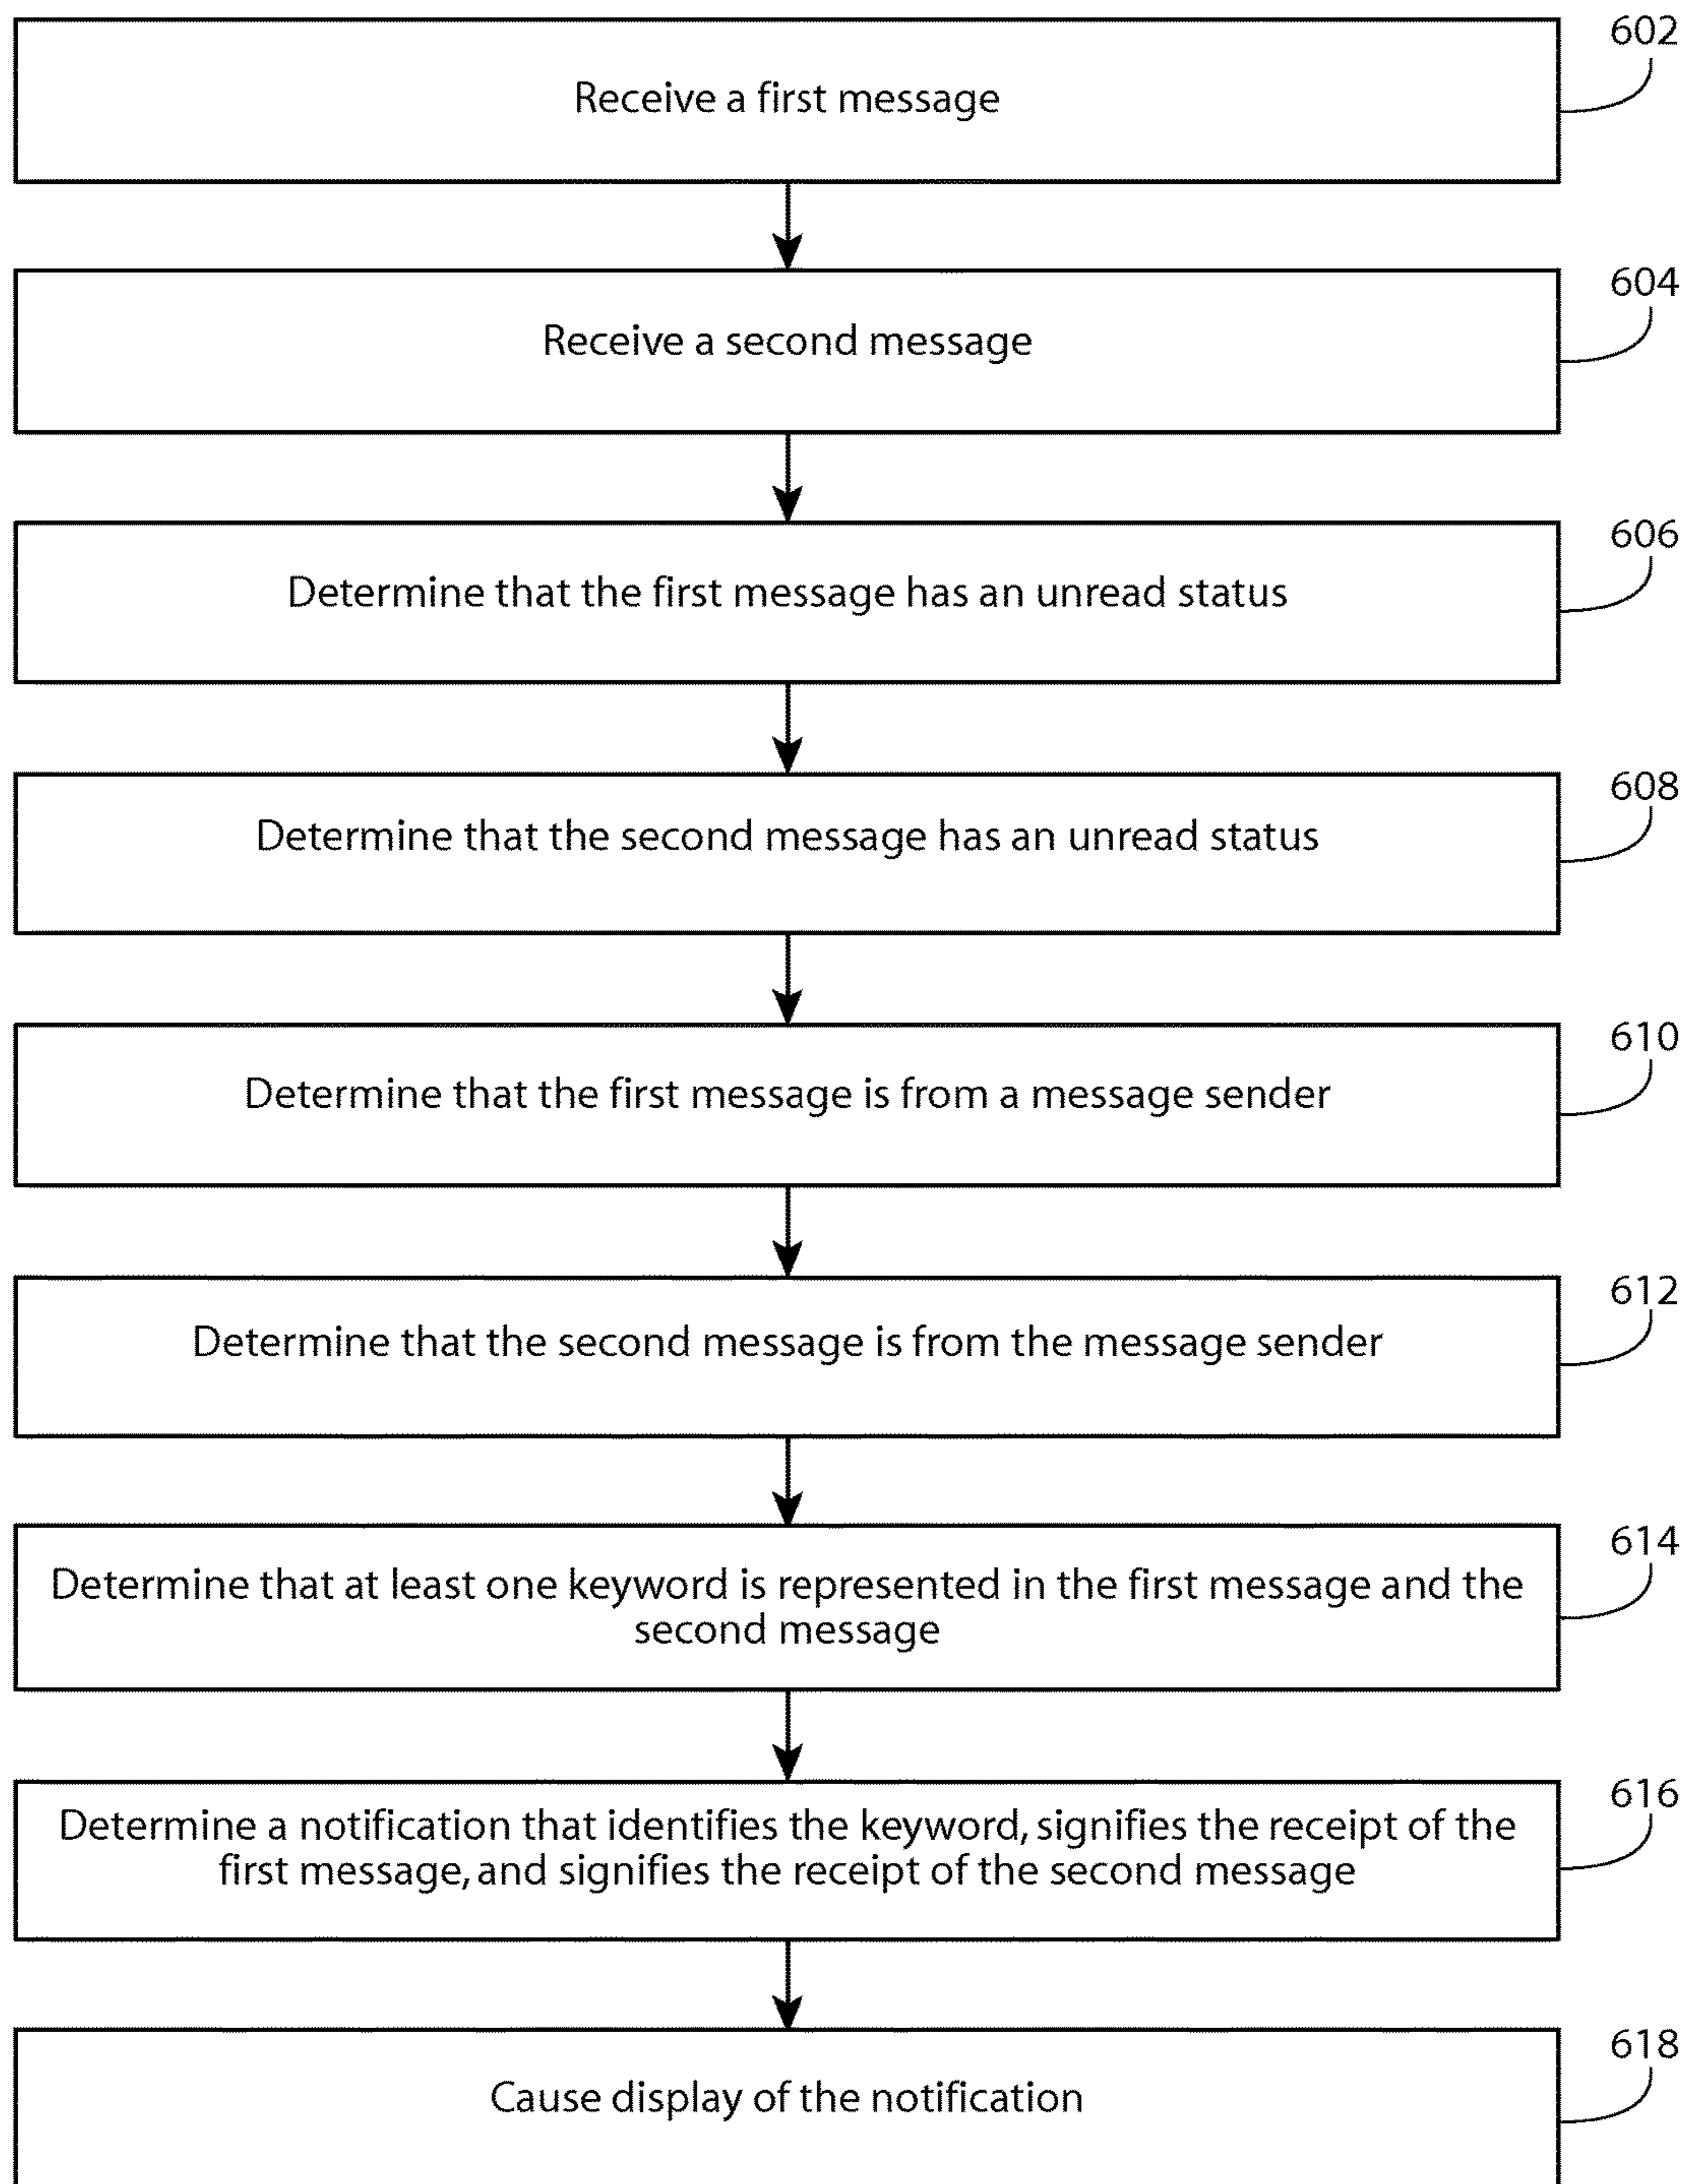 602
Receive a first message
604
Receive a second message
606
Determine that the first message has an unread status
608
Determine that the second message has an unread status
610
Determine that the first message is from a message sender
612
Determine that the second message is from the message sender
614
Determine that at least one keyword is represented in the first message and the
second message
616
Determine a notification that identifies the keyword, signifies the receipt of the
first message, and signifies the receipt of the second message
618
Cause display of the notification